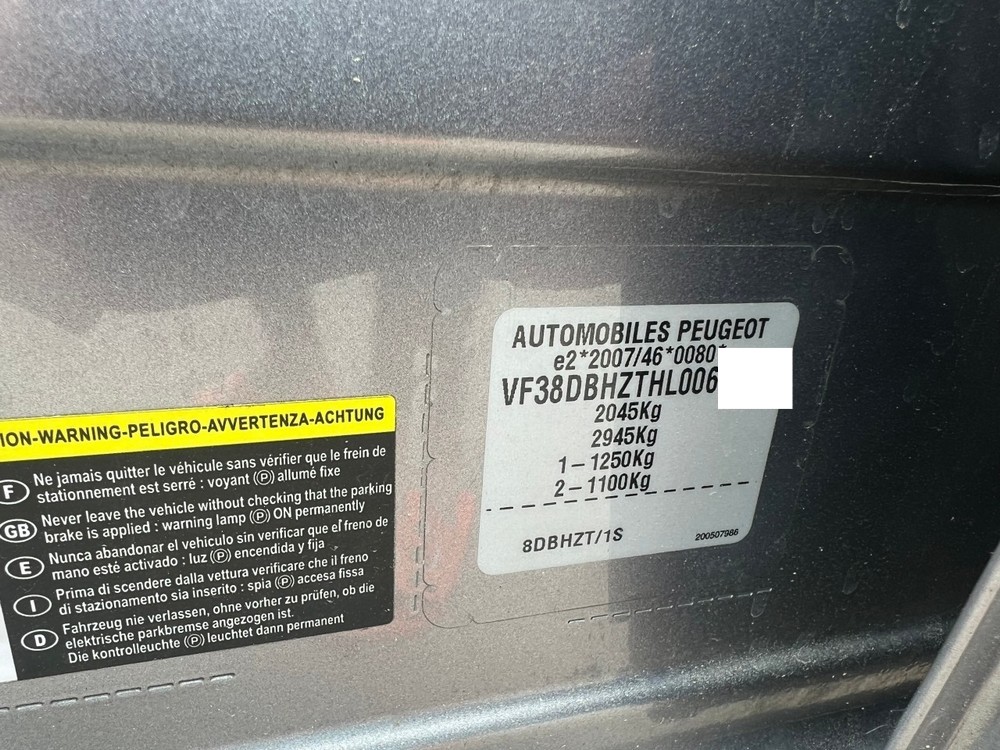 ION-WARNING-PELIGRO-AVVERTENZA-ACHTUNG
F Ne jamais quitter le véhicule sans vérifier que le frein de
stationnement est serré : voyant (P) allumé fixe
GB Never leave the vehicle without checking that the parking
brake is applied : warning lamp (P) ON permanently
E Nunca abandonar el vehiculo sin verificar que el freno de
mano esté activado : luz (P) encendida y fija
I Prima di scendere dalla vettura verificare che il freno
di stazionamento sia inserito : spia (P) accesa fissa
D Fahrzeug nie verlassen, ohne vorher zu prüfen, ob die
elektrische parkbremse angezogen ist.
Die kontrolleuchte (P) leuchtet dann permanent
AUTOMOBILES PEUGEOT
e2*2007/46*0080*
VF38DBHZTHL006
2045Kg
2945Kg
1-1250Kg
2-1100Kg
8DBHZT/1S
200507986